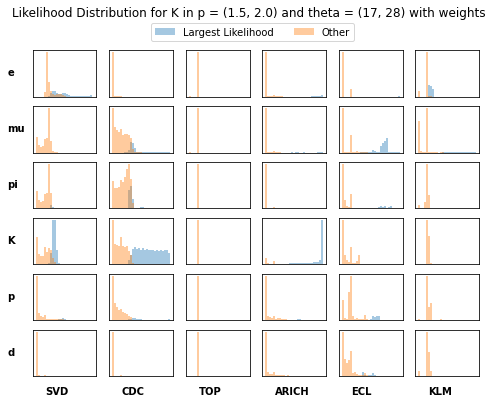 Likelihood Distribution for K in p = (1.5, 2.0) and theta = (17, 28) with weights
Largest Likelihood Other
e
mu
pi
K
p
d
SVD CDC TOP ARICH ECL KLM